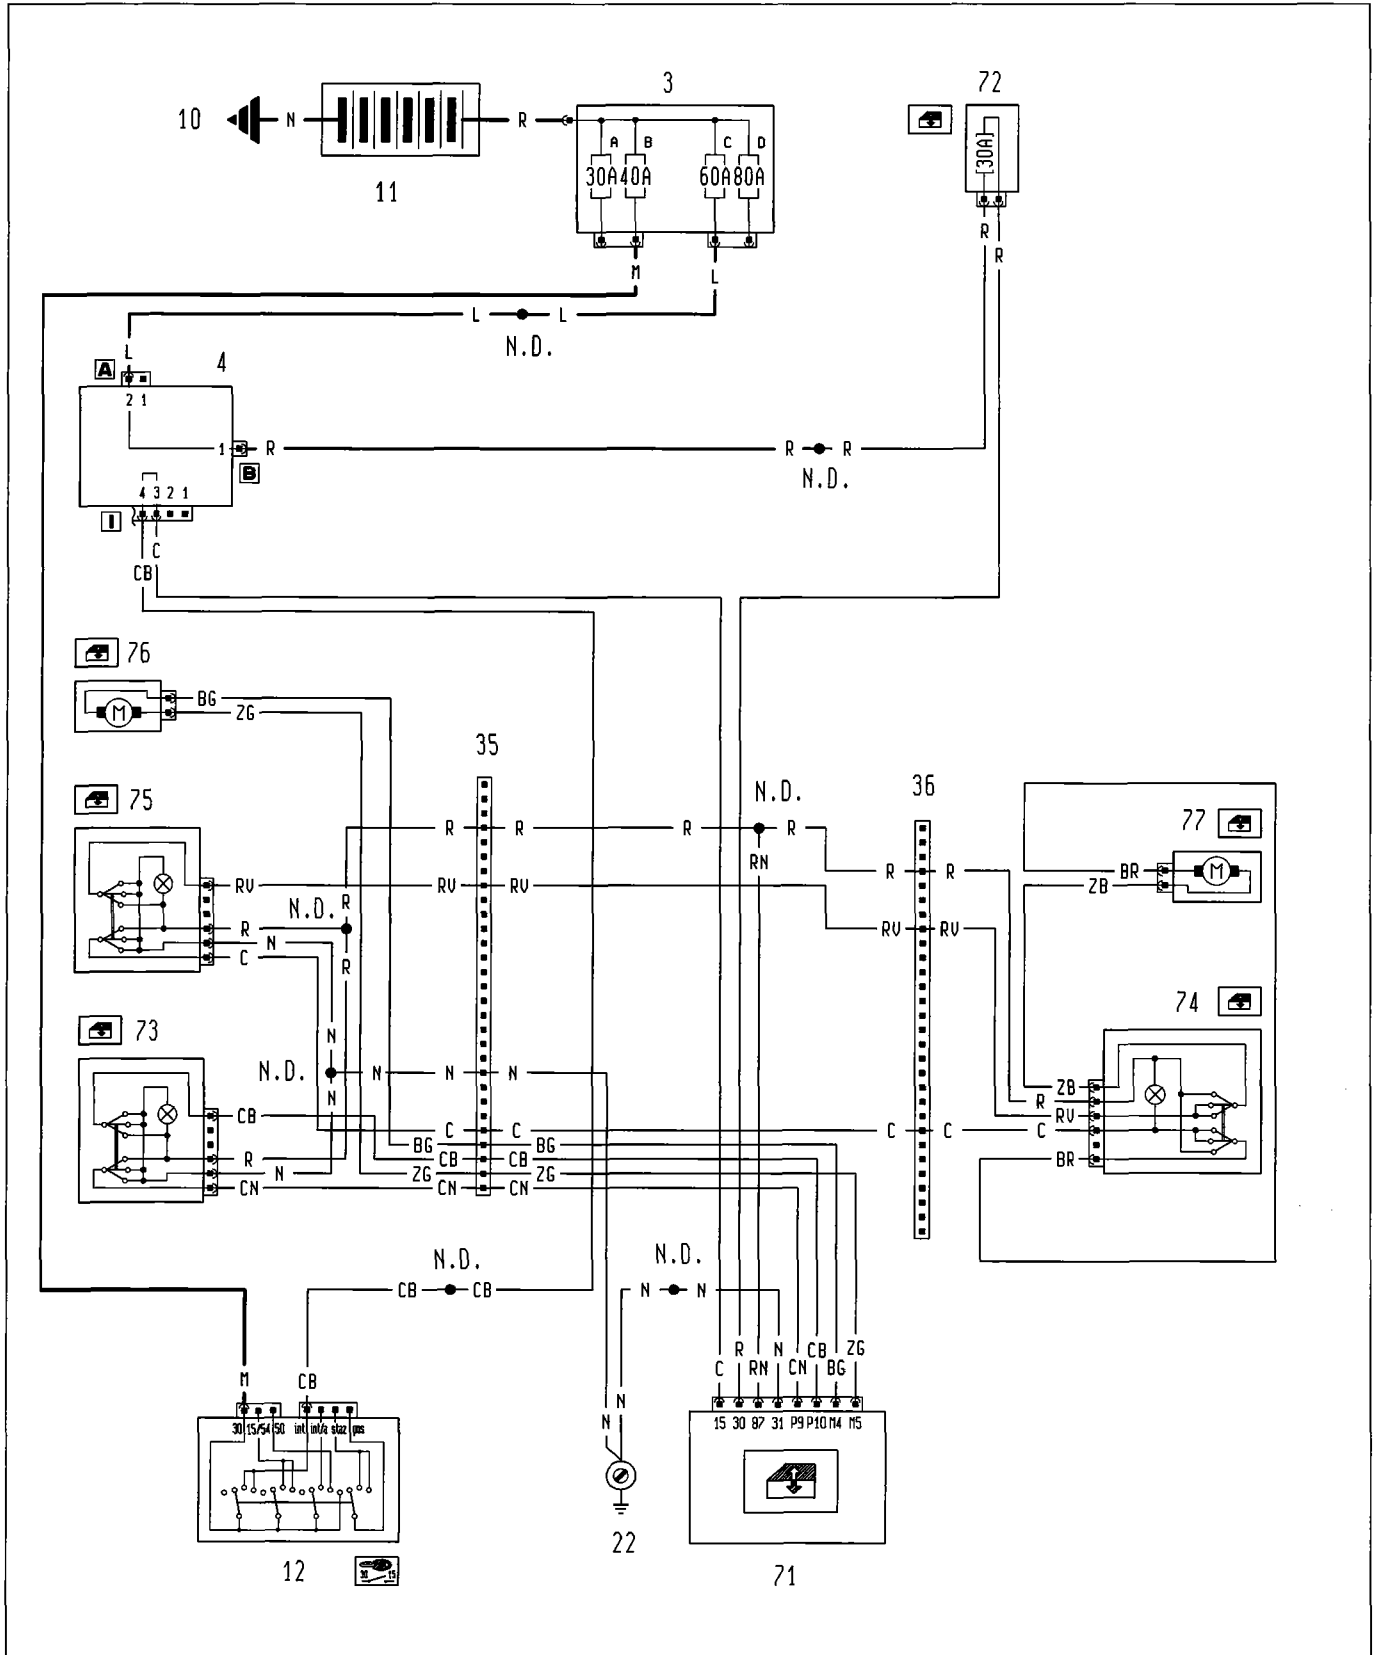 3
72
10
N
R
11
A
B
C
D
30A
40A
60A
80A
30A
R
R
M
L
L
L
N.D.
L
A
4
2 1
1
R
R
R
B
N.D.
4 3 2 1
I
C
CB
76
BG
ZG
35
36
75
N.D.
77
R
R
R
R
RN
R
R
BR
ZB
RV
RV
RV
N.D.
R
RV
RV
R
N
C
R
74
73
N
N.D.
N
N
N
N
ZB
R
RV
CB
C
C
C
C
C
BG
BG
R
CB
CB
BR
N
ZG
ZG
CN
CN
CN
N.D.
N.D.
CB
CB
N
N
M
CB
N
N
C
R
RN
N
CN
CB
BG
ZG
30 15/54 50
int int/a staz pos
15 30 87 31 P9 P10 M4 M5
22
12
30 15
71
M
M